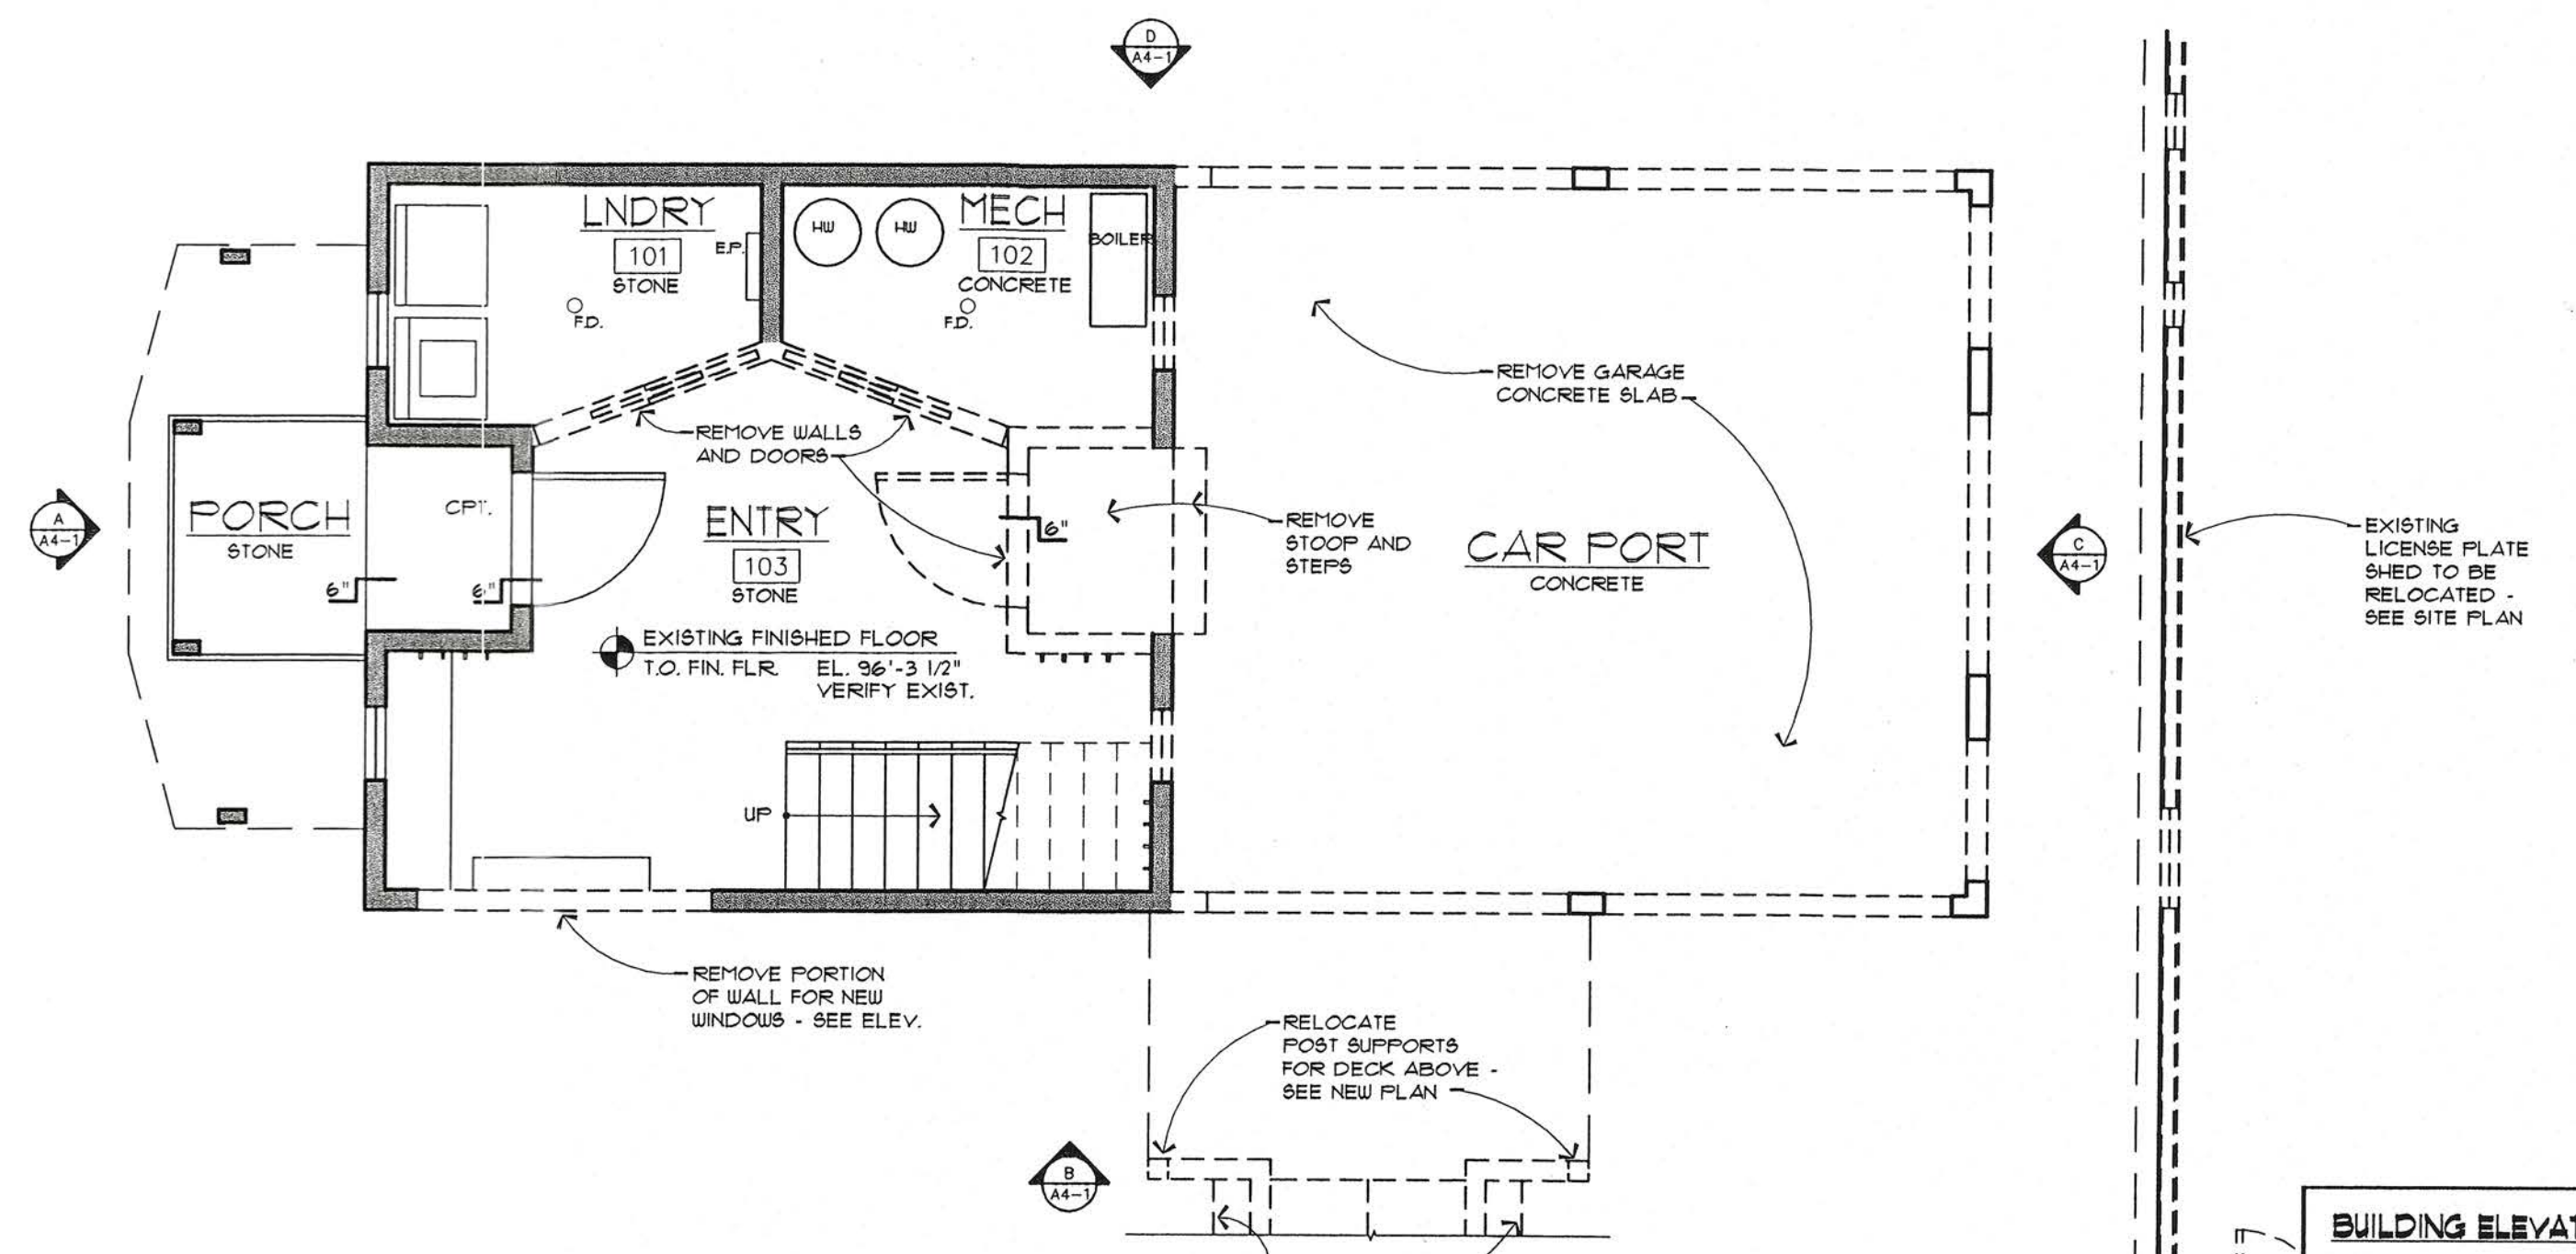 D
A4-1
LNDRY
101
STONE
E.P.
F.D.
HW
HW
MECH
102
CONCRETE
BOILER
F.D.
REMOVE GARAGE
CONCRETE SLAB
REMOVE WALLS
AND DOORS
A
A4-1
PORCH
STONE
CPT.
6"
6"
ENTRY
103
STONE
6"
REMOVE
STOOP AND
STEPS
CAR PORT
CONCRETE
C
A4-1
EXISTING
LICENSE PLATE
SHED TO BE
RELOCATED -
SEE SITE PLAN
EXISTING FINISHED FLOOR
T.O. FIN. FLR. EL. 96'-3 1/2"
VERIFY EXIST.
UP
REMOVE PORTION
OF WALL FOR NEW
WINDOWS - SEE ELEV.
RELOCATE
POST SUPPORTS
FOR DECK ABOVE -
SEE NEW PLAN
B
A4-1
BUILDING ELEVAT